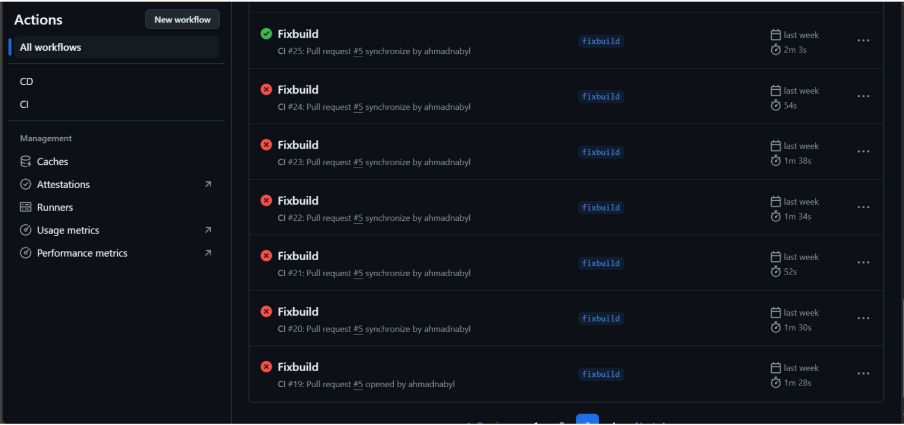 Actions
New workflow
All workflows
CD
CI
Management
Caches
Attestations
Runners
Usage metrics
Performance metrics
Fixbuild
CI #25: Pull request #5 synchronize by ahmadnabyl
fixbuild
last week
2m 3s
Fixbuild
CI #24: Pull request #5 synchronize by ahmadnabyl
fixbuild
last week
54s
Fixbuild
CI #23: Pull request #5 synchronize by ahmadnabyl
fixbuild
last week
1m 38s
Fixbuild
CI #22: Pull request #5 synchronize by ahmadnabyl
fixbuild
last week
1m 34s
Fixbuild
CI #21: Pull request #5 synchronize by ahmadnabyl
fixbuild
last week
52s
Fixbuild
CI #20: Pull request #5 synchronize by ahmadnabyl
fixbuild
last week
1m 30s
Fixbuild
CI #19: Pull request #5 opened by ahmadnabyl
fixbuild
last week
1m 28s